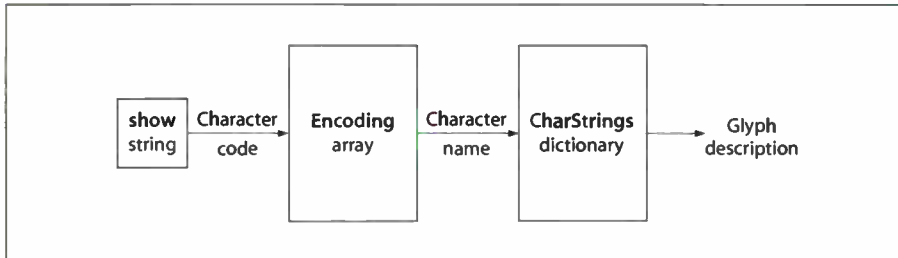 show
string
Character
code
Encoding
array
Character
name
CharStrings
dictionary
Glyph
description